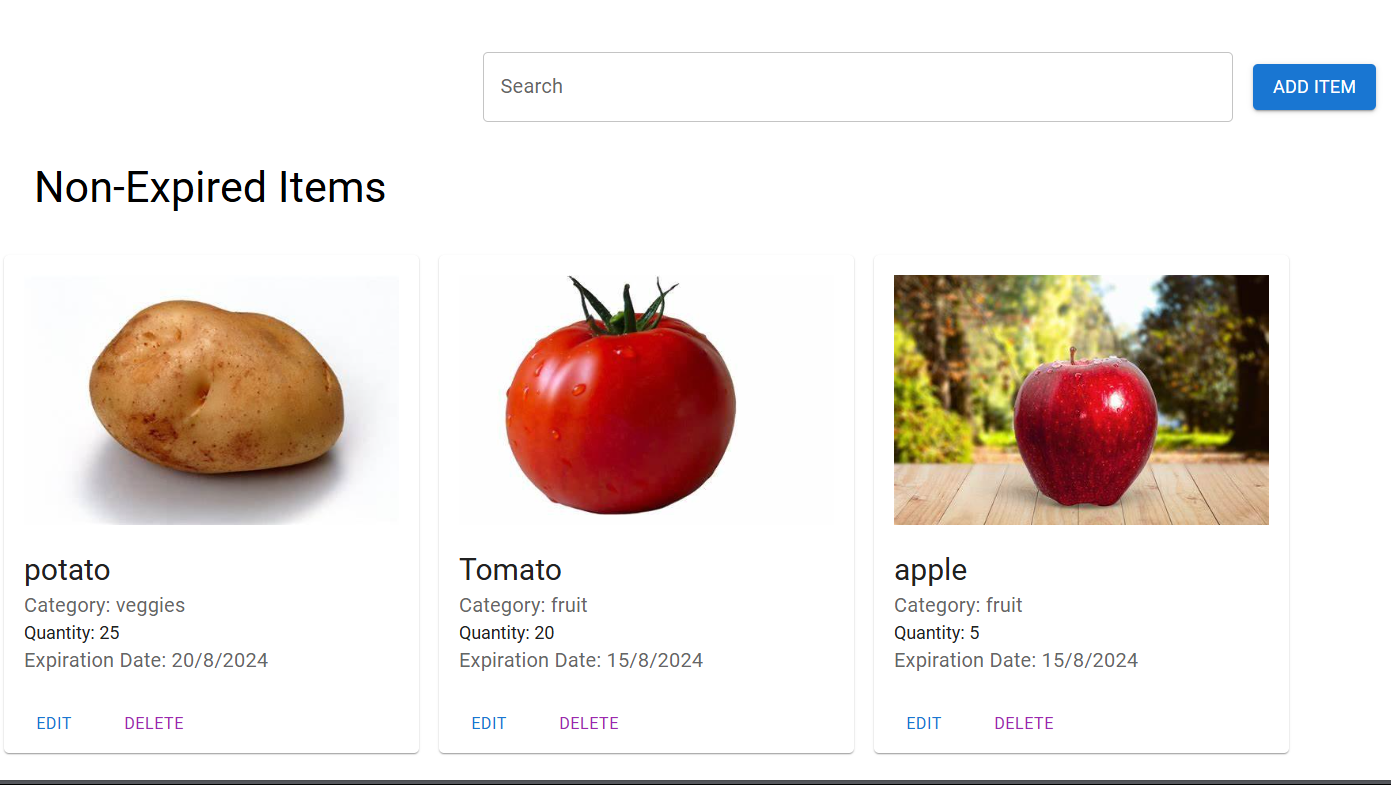 Search
ADD ITEM
Non-Expired Items
potato
Category: veggies
Quantity: 25
Expiration Date: 20/8/2024
EDIT DELETE
Tomato
Category: fruit
Quantity: 20
Expiration Date: 15/8/2024
EDIT DELETE
apple
Category: fruit
Quantity: 5
Expiration Date: 15/8/2024
EDIT DELETE